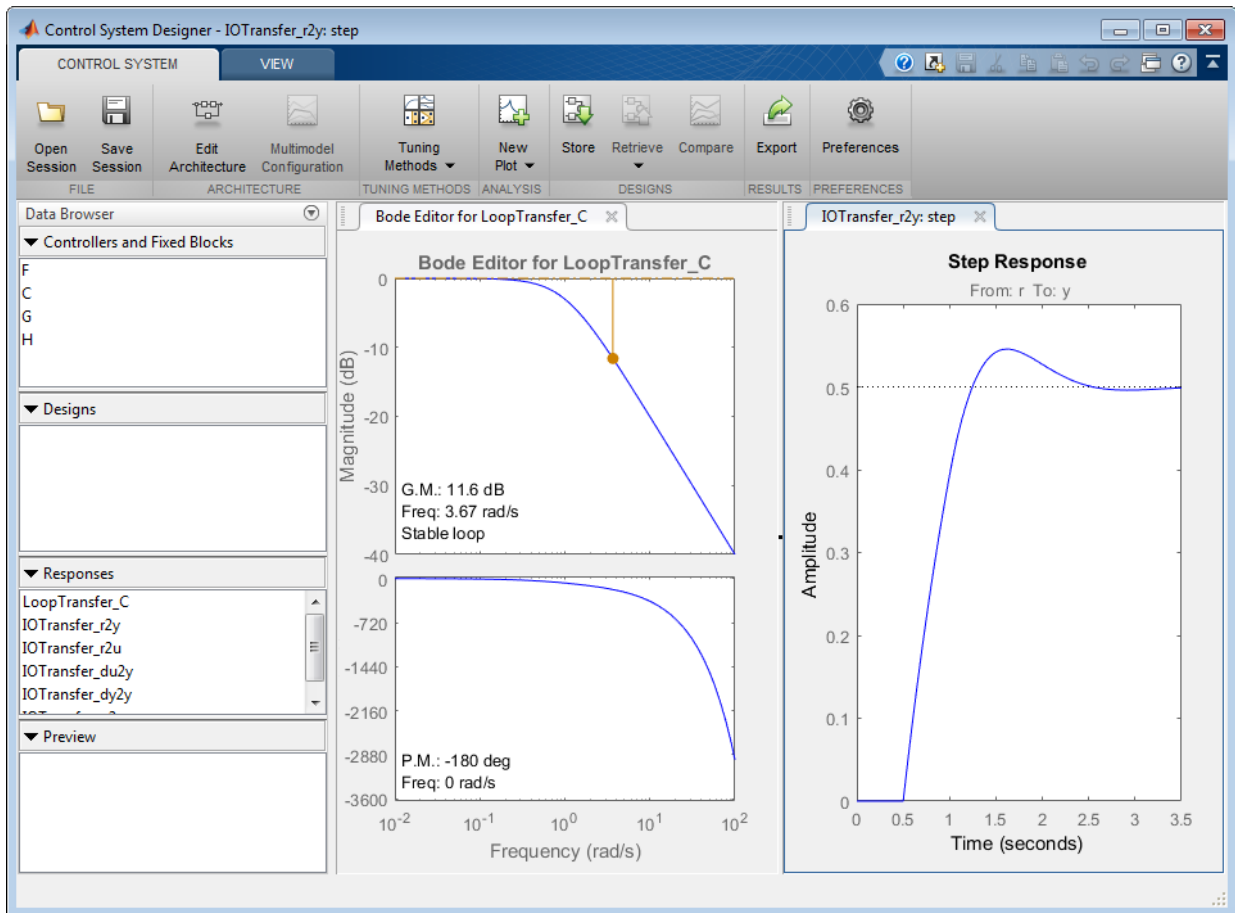 Control System Designer - IOTransfer_r2y: step
CONTROL SYSTEM
VIEW
Open Session
Save Session
Edit Architecture
Multimodel Configuration
Tuning Methods
New Plot
Store
Retrieve
Compare
Export
Preferences
FILE
ARCHITECTURE
TUNING METHODS
ANALYSIS
DESIGNS
RESULTS
PREFERENCES
Data Browser
Controllers and Fixed Blocks
F
C
G
H
Designs
Responses
LoopTransfer_C
IOTransfer_r2y
IOTransfer_r2u
IOTransfer_du2y
IOTransfer_dy2y
Preview
Bode Editor for LoopTransfer_C
Bode Editor for LoopTransfer_C
Magnitude (dB)
0
-10
-20
-30
-40
G.M.: 11.6 dB
Freq: 3.67 rad/s
Stable loop
0
-720
-1440
-2160
-2880
-3600
P.M.: -180 deg
Freq: 0 rad/s
10^-2
10^-1
10^0
10^1
10^2
Frequency (rad/s)
IOTransfer_r2y: step
Step Response
From: r To: y
Amplitude
0.6
0.5
0.4
0.3
0.2
0.1
0
0
0.5
1
1.5
2
2.5
3
3.5
Time (seconds)